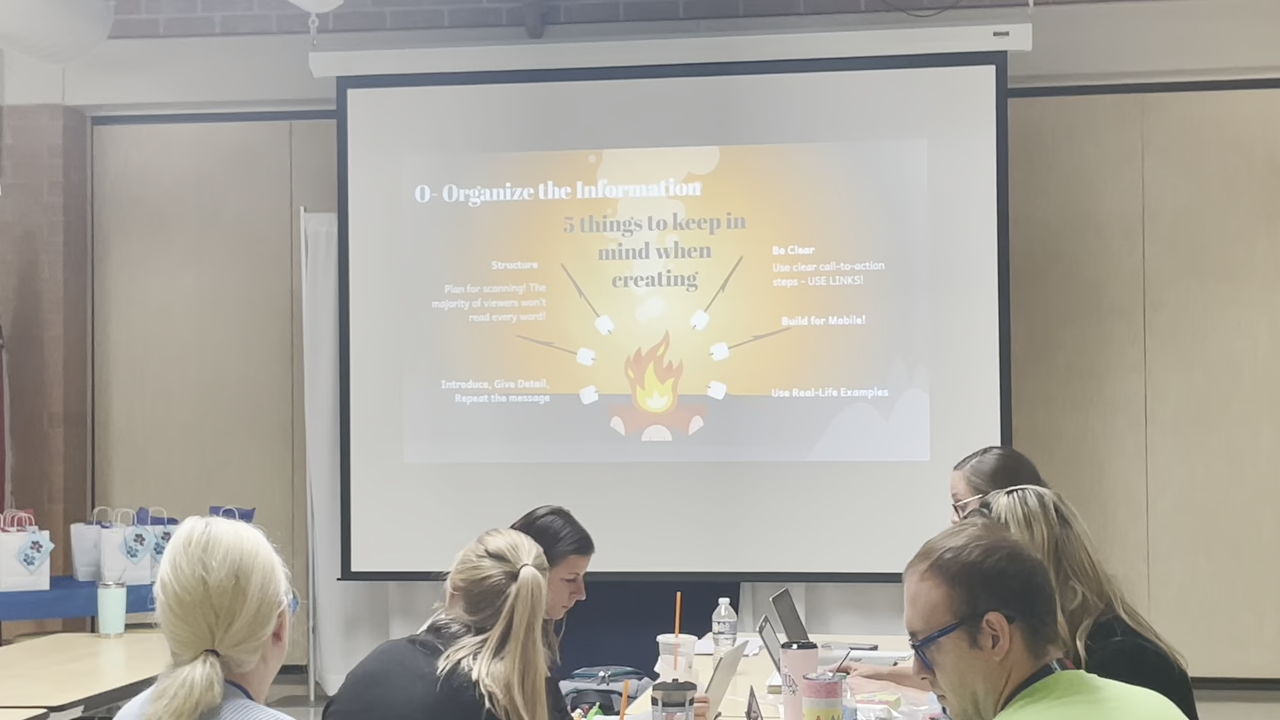 O- Organize the Information
5 things to keep in
mind when
creating
Structure
Plan for scanning! The
majority of viewers won't
read every word!
Introduce, Give Detail,
Repeat the message
Be Clear
Use clear call-to-action
steps - USE LINKS!
Build for Mobile!
Use Real-Life Examples